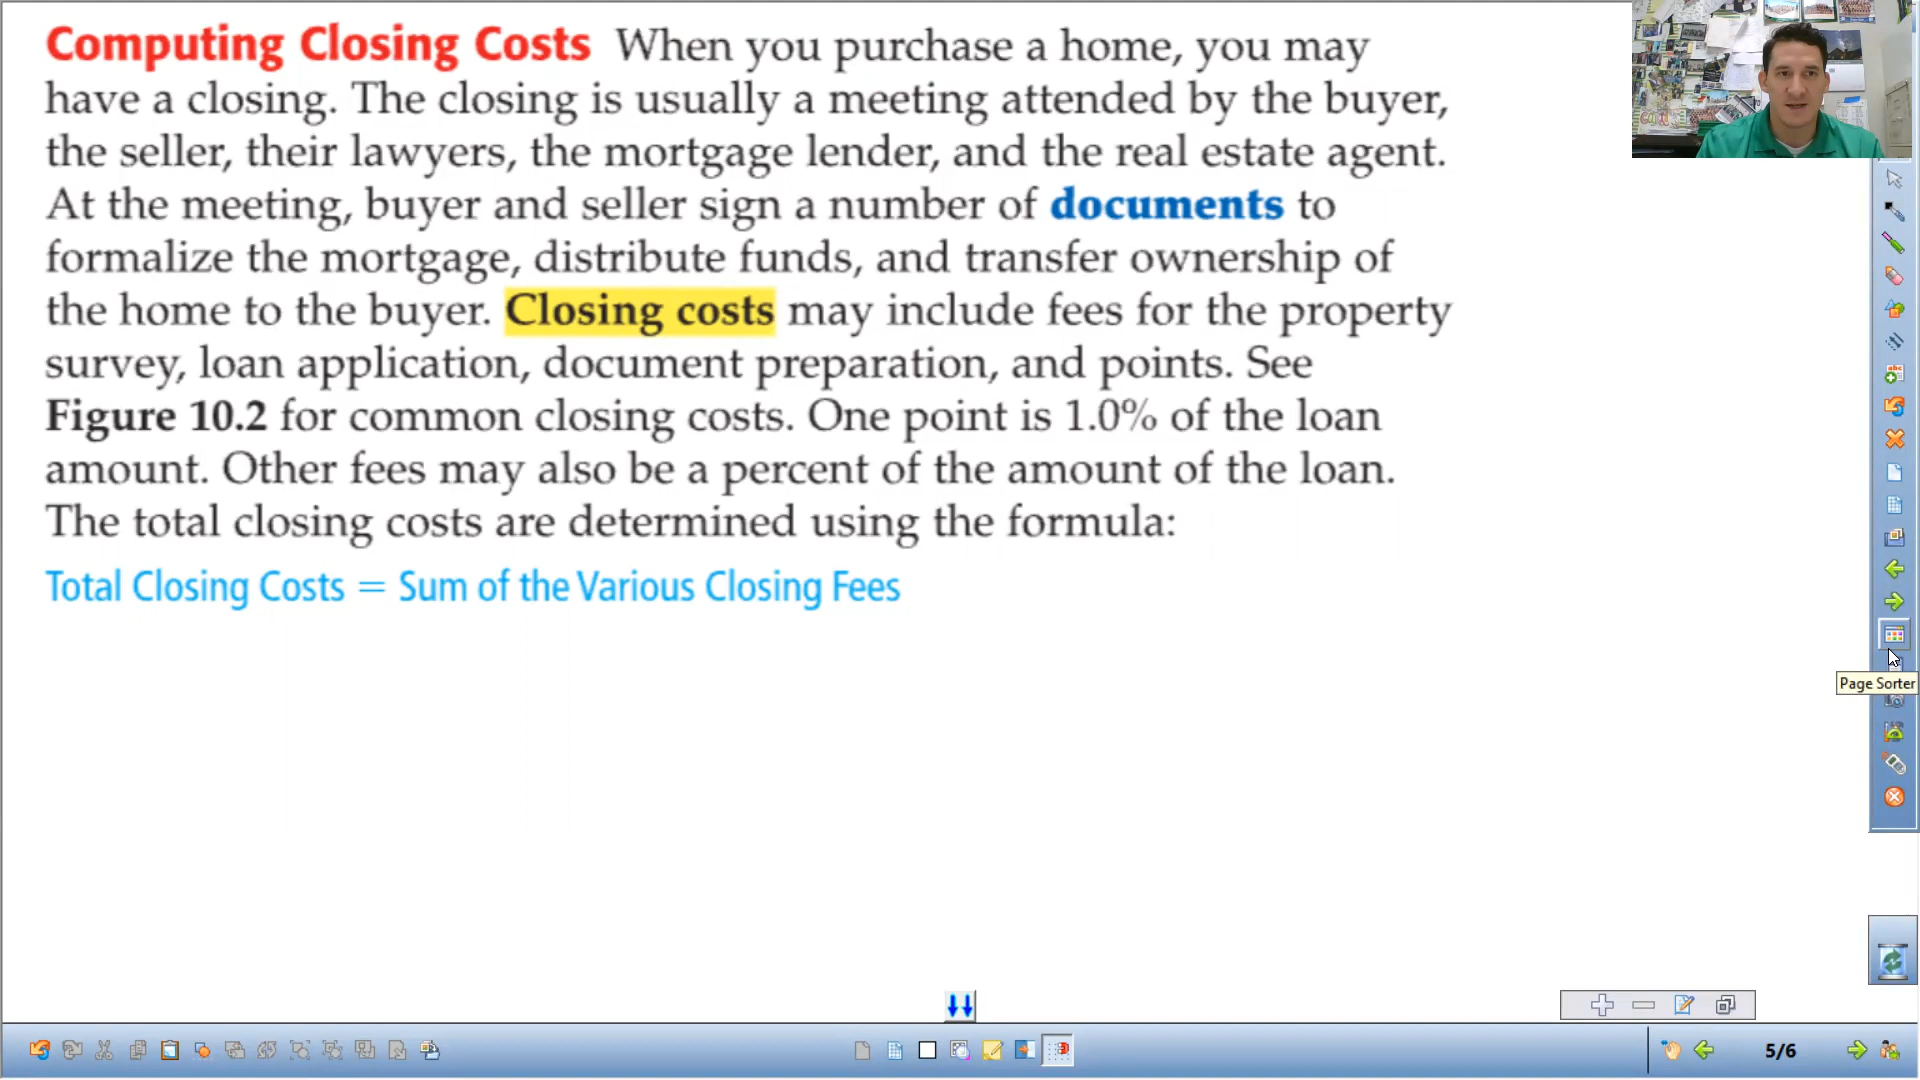 Computing Closing Costs When you purchase a home, you may
have a closing. The closing is usually a meeting attended by the buyer,
the seller, their lawyers, the mortgage lender, and the real estate agent.
At the meeting, buyer and seller sign a number of documents to
formalize the mortgage, distribute funds, and transfer ownership of
the home to the buyer. Closing costs may include fees for the property
survey, loan application, document preparation, and points. See
Figure 10.2 for common closing costs. One point is 1.0% of the loan
amount. Other fees may also be a percent of the amount of the loan.
The total closing costs are determined using the formula:
Total Closing Costs = Sum of the Various Closing Fees
Page Sorter
5/6